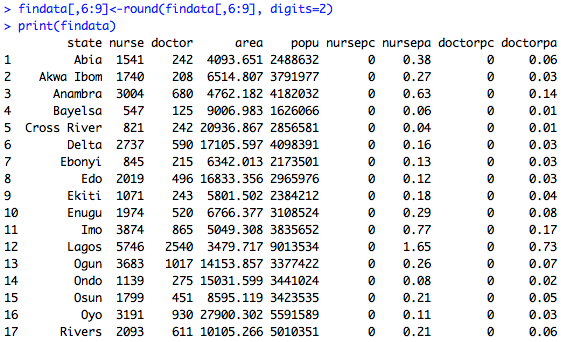 > findata[,6:9]<-round(findata[,6:9], digits=2)
> print(findata)
state nurse doctor area popu nursepc nursepa doctorpc doctorpa
1 Abia 1541 242 4093.651 2488632 0 0.38 0 0.06
2 Akwa Ibom 1740 208 6514.807 3791977 0 0.27 0 0.03
3 Anambra 3004 680 4762.182 4182032 0 0.63 0 0.14
4 Bayelsa 547 125 9006.983 1626066 0 0.06 0 0.01
5 Cross River 821 242 20936.867 2856581 0 0.04 0 0.01
6 Delta 2737 590 17105.597 4098391 0 0.16 0 0.03
7 Ebonyi 845 215 6342.013 2173501 0 0.13 0 0.03
8 Edo 2019 496 16833.356 2965976 0 0.12 0 0.03
9 Ekiti 1071 243 5801.502 2384212 0 0.18 0 0.04
10 Enugu 1974 520 6766.377 3108524 0 0.29 0 0.08
11 Imo 3874 865 5049.308 3835652 0 0.77 0 0.17
12 Lagos 5746 2540 3479.717 9013534 0 1.65 0 0.73
13 Ogun 3683 1017 14153.857 3377422 0 0.26 0 0.07
14 Ondo 1139 275 15031.599 3441024 0 0.08 0 0.02
15 Osun 1799 451 8595.119 3423535 0 0.21 0 0.05
16 Oyo 3191 930 27900.302 5591589 0 0.11 0 0.03
17 Rivers 2093 611 10105.266 5010351 0 0.21 0 0.06